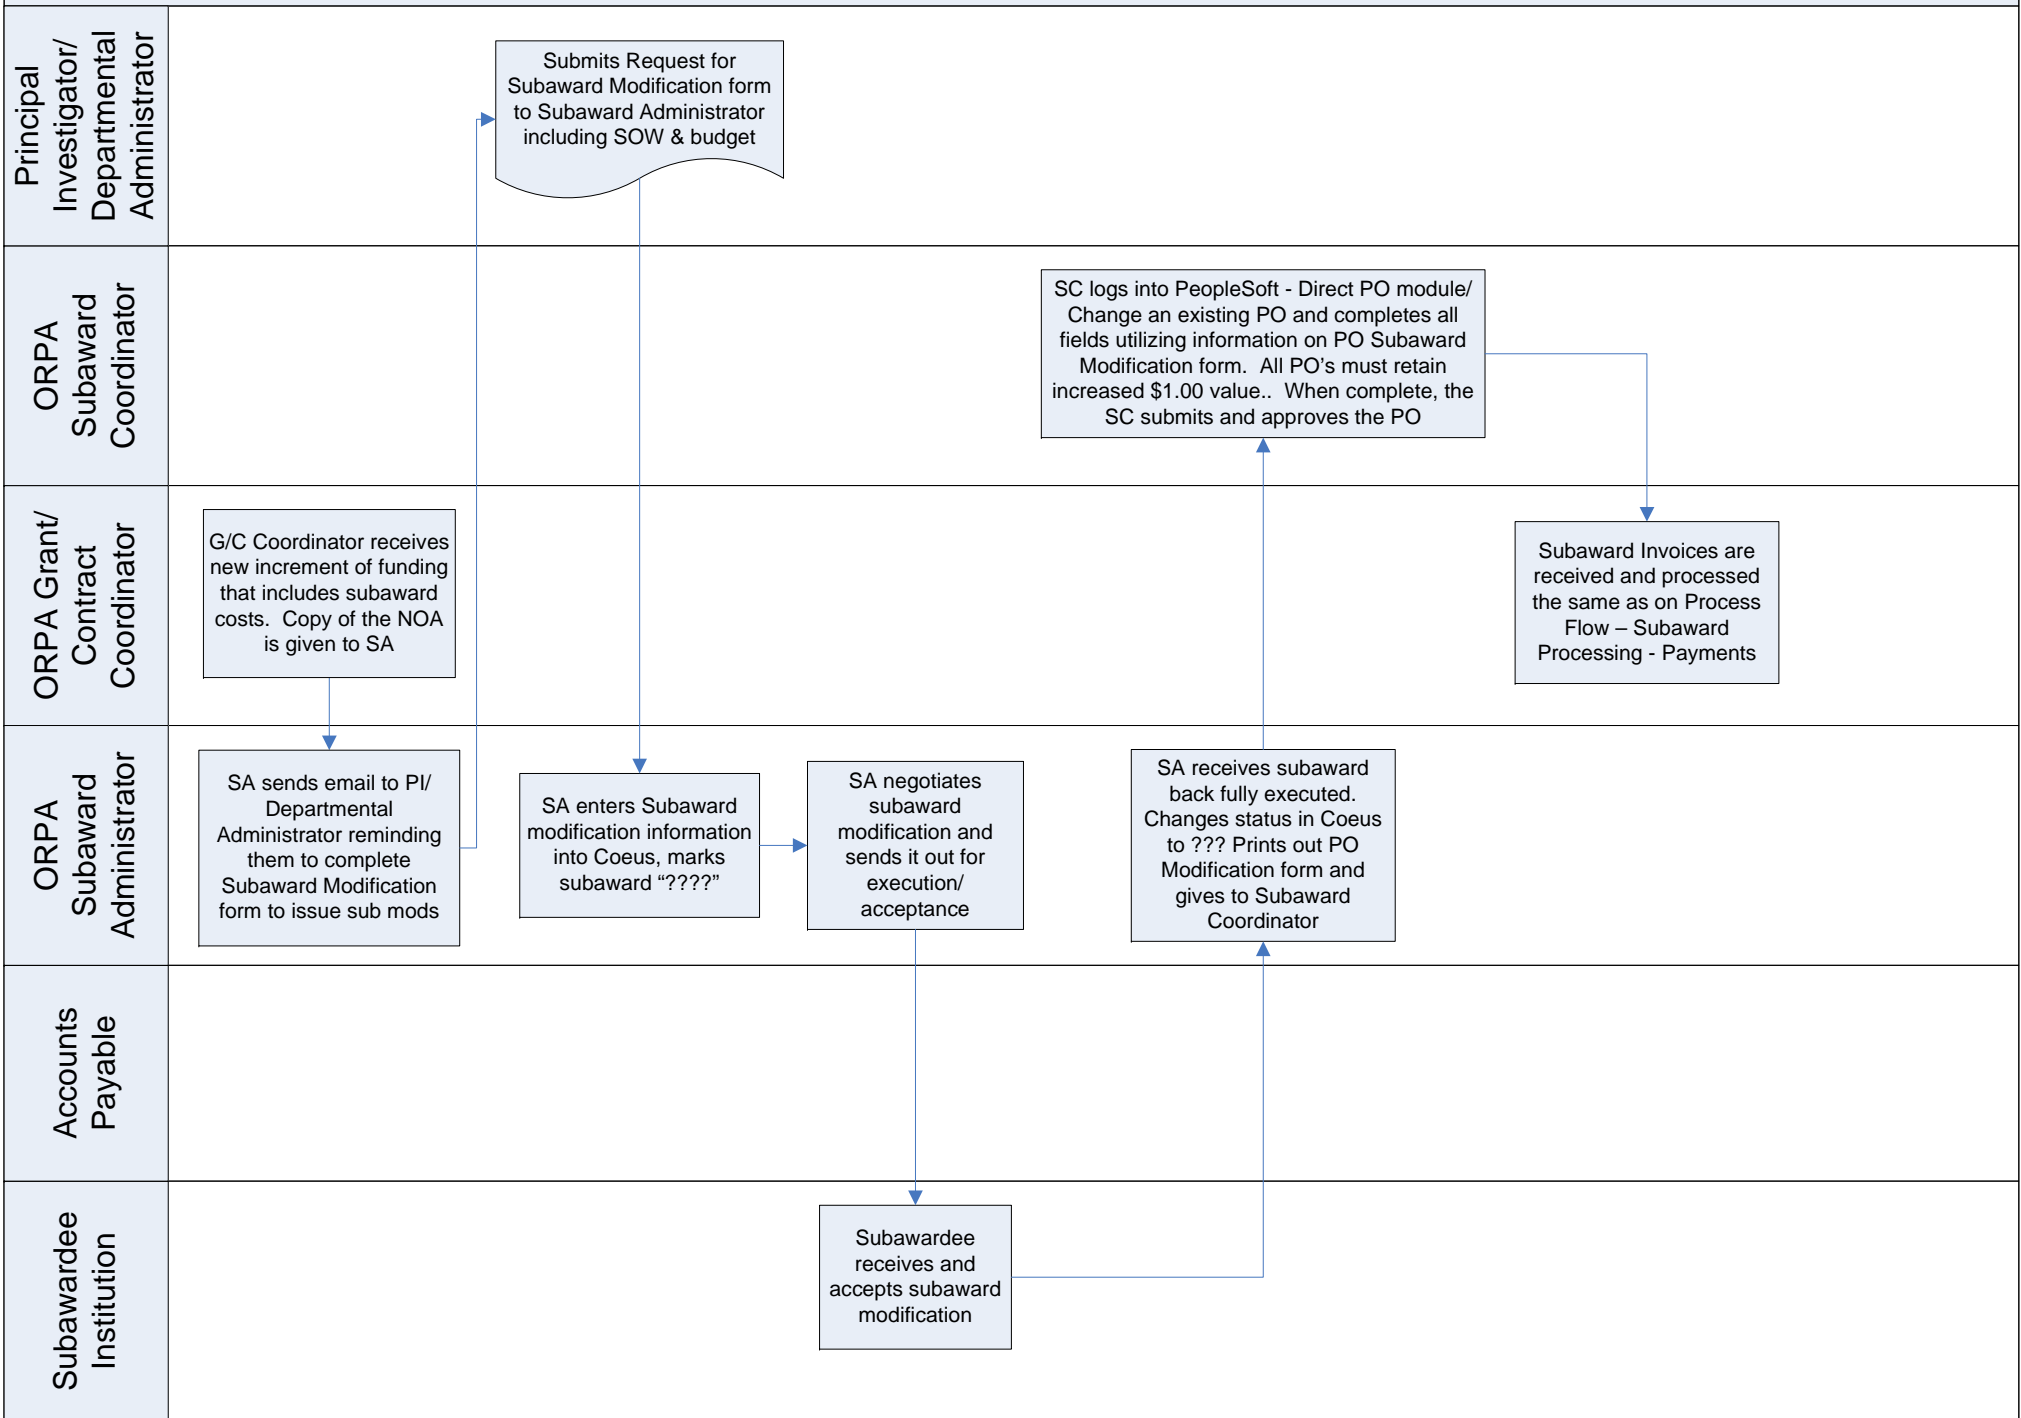 Principal
Investigator/
Departmental
Administrator
Submits Request for
Subaward Modification form
to Subaward Administrator
including SOW & budget
ORPA
Subaward
Coordinator
SC logs into PeopleSoft - Direct PO module/
Change an existing PO and completes all
fields utilizing information on PO Subaward
Modification form.  All PO’s must retain
increased $1.00 value..  When complete, the
SC submits and approves the PO
ORPA Grant/
Contract
Coordinator
G/C Coordinator receives
new increment of funding
that includes subaward
costs.  Copy of the NOA
is given to SA
Subaward Invoices are
received and processed
the same as on Process
Flow – Subaward
Processing - Payments
ORPA
Subaward
Administrator
SA sends email to PI/
Departmental
Administrator reminding
them to complete
Subaward Modification
form to issue sub mods
SA enters Subaward
modification information
into Coeus, marks
subaward “????”
SA negotiates
subaward
modification and
sends it out for
execution/
acceptance
SA receives subaward
back fully executed.
Changes status in Coeus
to ??? Prints out PO
Modification form and
gives to Subaward
Coordinator
Accounts
Payable
Subawardee
Institution
Subawardee
receives and
accepts subaward
modification